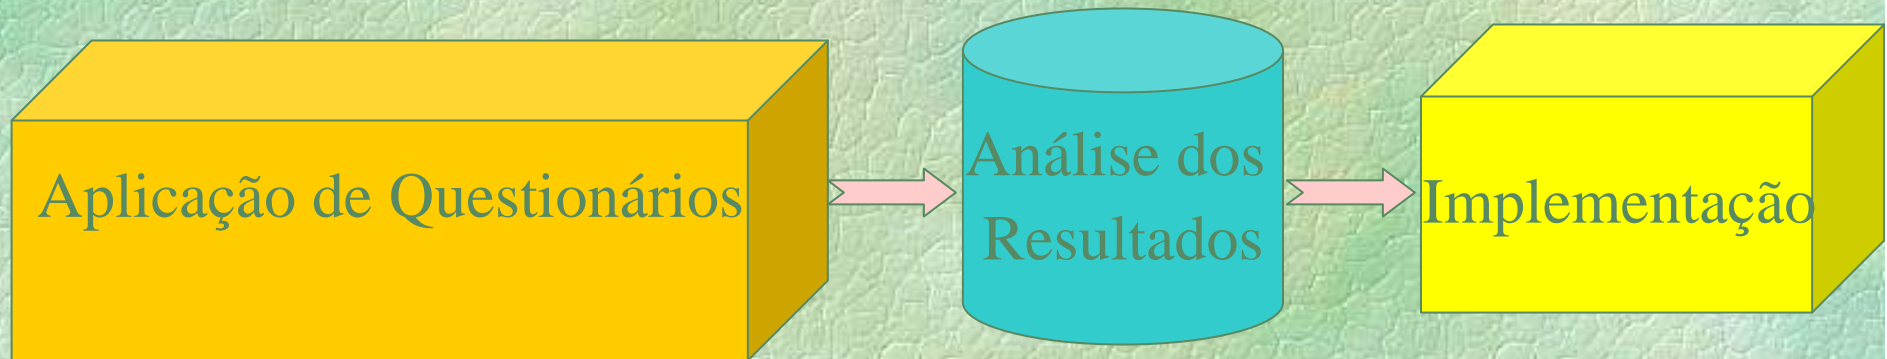 Aplicação de Questionários
Análise dos
Resultados
Implementação